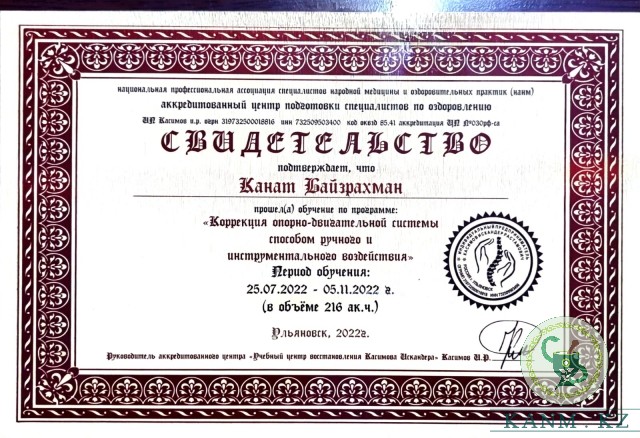 национальная профессиональная ассоциация специалистов народной медицины и оздоровительных практик (нанм)
аккредитованный центр подготовки специалистов по оздоровлению
ИП Касимов и.р. огрн 319732500018816 инн 732509503400 код оквэд 85.41 аккредитация ЦП №030рф-са
СВИДЕТЕЛЬСТВО
подтверждает, что
Канат Байзрахман
прошел(а) обучение по программе:
«Коррекция опорно-двигательной системы
способом ручного и
инструментального воздействия»
Период обучения:
25.07.2022 - 05.11.2022 г.
(в объёме 216 ак.ч.)
Ульяновск, 2022г.
Руководитель аккредитованного центра «Учебный центр восстановления Касимова Искандера» Касимов И.Р.
KANM.KZ